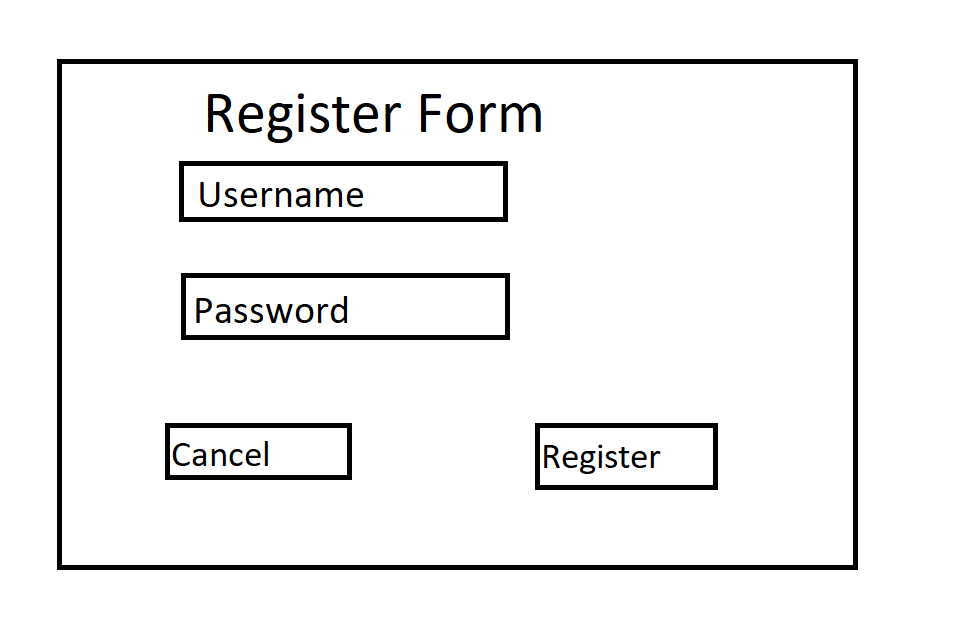 Register Form
Username
Password
Cancel
Register